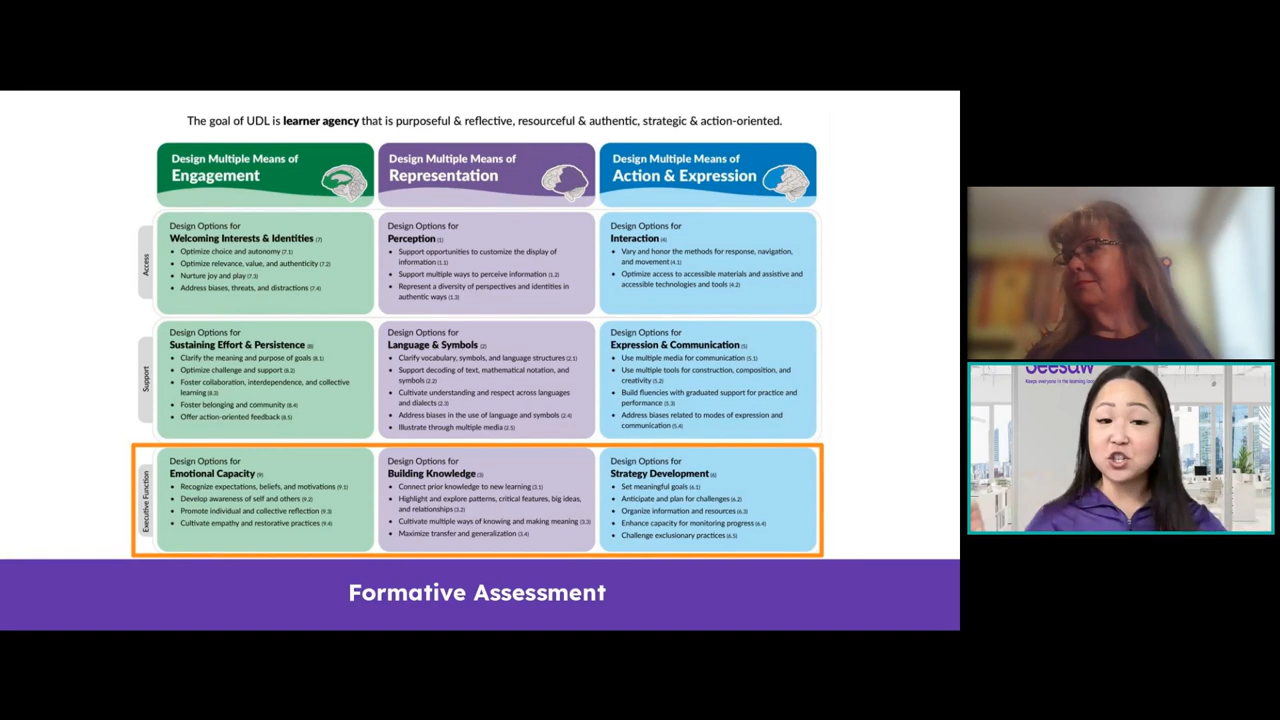 The goal of UDL is learner agency that is purposeful & reflective, resourceful & authentic, strategic & action-oriented.
Design Multiple Means of
Engagement
Design Multiple Means of
Representation
Design Multiple Means of
Action & Expression
Access
Design Options for
Welcoming Interests & Identities (7)
• Optimize choice and autonomy (7.1)
• Optimize relevance, value, and authenticity (7.2)
• Nurture joy and play (7.3)
• Address biases, threats, and distractions (7.4)
Design Options for
Perception (1)
• Support opportunities to customize the display of
information (1.1)
• Support multiple ways to perceive information (1.2)
• Represent a diversity of perspectives and identities in
authentic ways (1.3)
Design Options for
Interaction (4)
• Vary and honor the methods for response, navigation,
and movement (4.1)
• Optimize access to accessible materials and assistive and
accessible technologies and tools (4.2)
Support
Design Options for
Sustaining Effort & Persistence (8)
• Clarify the meaning and purpose of goals (8.1)
• Optimize challenge and support (8.2)
• Foster collaboration, interdependence, and collective
learning (8.3)
• Foster belonging and community (8.4)
• Offer action-oriented feedback (8.5)
Design Options for
Language & Symbols (2)
• Clarify vocabulary, symbols, and language structures (2.1)
• Support decoding of text, mathematical notation, and
symbols (2.2)
• Cultivate understanding and respect across languages
and dialects (2.3)
• Address biases in the use of language and symbols (2.4)
• Illustrate through multiple media (2.5)
Design Options for
Expression & Communication (5)
• Use multiple media for communication (5.1)
• Use multiple tools for construction, composition, and
creativity (5.2)
• Build fluencies with graduated support for practice and
performance (5.3)
• Address biases related to modes of expression and
communication (5.4)
Executive Function
Design Options for
Emotional Capacity (9)
• Recognize expectations, beliefs, and motivations (9.1)
• Develop awareness of self and others (9.2)
• Promote individual and collective reflection (9.3)
• Cultivate empathy and restorative practices (9.4)
Design Options for
Building Knowledge (3)
• Connect prior knowledge to new learning (3.1)
• Highlight and explore patterns, critical features, big ideas,
and relationships (3.2)
• Cultivate multiple ways of knowing and making meaning (3.3)
• Maximize transfer and generalization (3.4)
Design Options for
Strategy Development (6)
• Set meaningful goals (6.1)
• Anticipate and plan for challenges (6.2)
• Organize information and resources (6.3)
• Enhance capacity for monitoring progress (6.4)
• Challenge exclusionary practices (6.5)
Formative Assessment
Seesaw
Keeps everyone in the learning